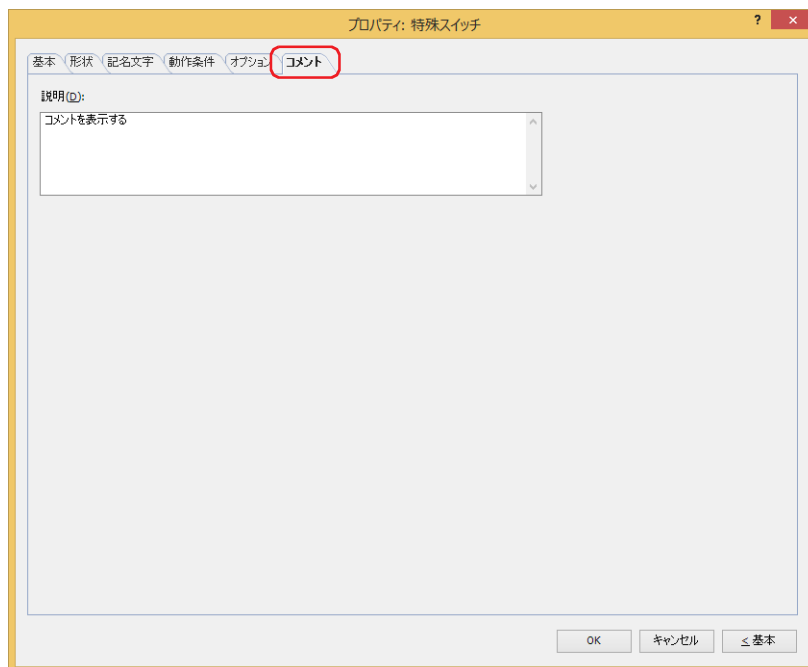 プロパティ: 特殊スイッチ
? ×
基本 形状 記名文字 動作条件 オプション コメント
説明(D):
コメントを表示する
OK キャンセル < 基本